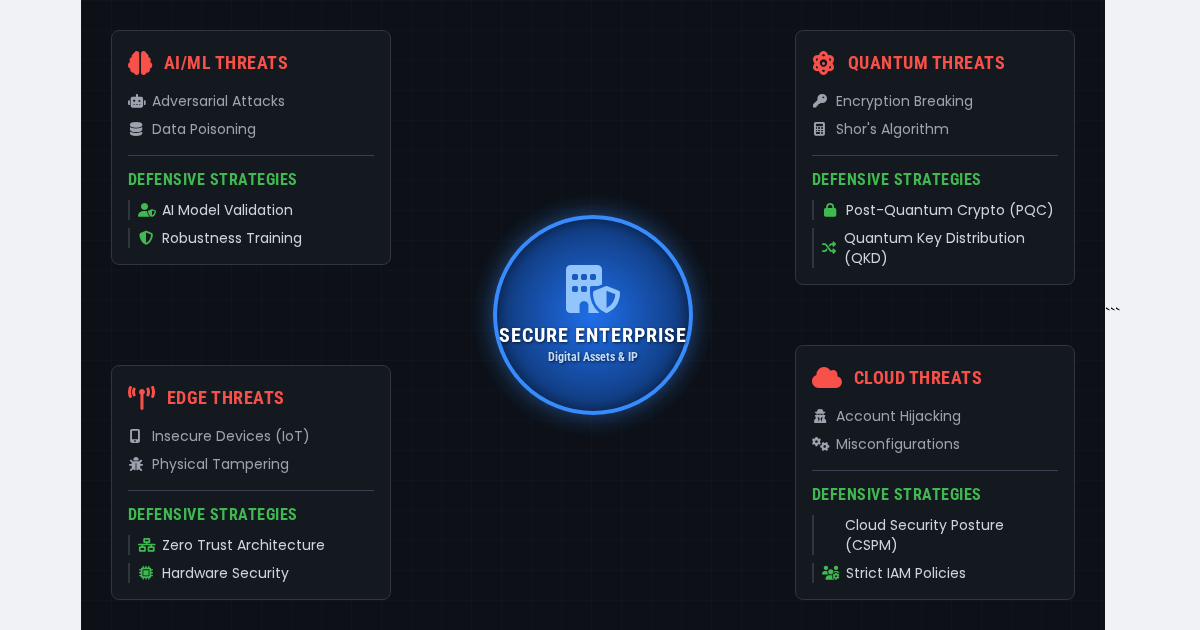 AI/ML THREATS
Adversarial Attacks
Data Poisoning
DEFENSIVE STRATEGIES
AI Model Validation
Robustness Training
QUANTUM THREATS
Encryption Breaking
Shor's Algorithm
DEFENSIVE STRATEGIES
Post-Quantum Crypto (PQC)
Quantum Key Distribution
(QKD)
SECURE ENTERPRISE
Digital Assets & IP
```
EDGE THREATS
Insecure Devices (IoT)
Physical Tampering
DEFENSIVE STRATEGIES
Zero Trust Architecture
Hardware Security
CLOUD THREATS
Account Hijacking
Misconfigurations
DEFENSIVE STRATEGIES
Cloud Security Posture
(CSPM)
Strict IAM Policies